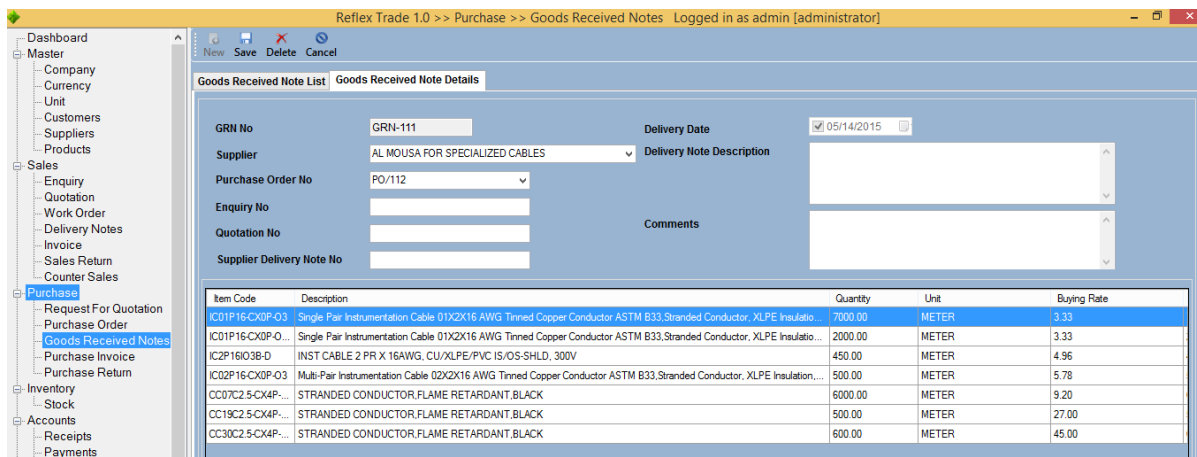 Reflex Trade 1.0 >> Purchase >> Goods Received Notes Logged in as admin [administrator]
Dashboard
Master
Company
Currency
Unit
Customers
Suppliers
Products
Sales
Enquiry
Quotation
Work Order
Delivery Notes
Invoice
Sales Return
Counter Sales
Purchase
Request For Quotation
Purchase Order
Goods Received Notes
Purchase Invoice
Purchase Return
Inventory
Stock
Accounts
Receipts
Payments
New Save Delete Cancel
Goods Received Note List Goods Received Note Details
GRN No GRN-111 Delivery Date 05/14/2015
Supplier AL MOUSA FOR SPECIALIZED CABLES Delivery Note Description
Purchase Order No PO/112
Enquiry No
Quotation No Comments
Supplier Delivery Note No
Item Code Description Quantity Unit Buying Rate
IC01P16-CX0P-O3 Single Pair Instrumentation Cable 01X2X16 AWG Tinned Copper Conductor ASTM B33,Stranded Conductor, XLPE Insulatio... 7000.00 METER 3.33
IC01P16-CX0P-O... Single Pair Instrumentation Cable 01X2X16 AWG Tinned Copper Conductor ASTM B33,Stranded Conductor, XLPE Insulatio... 2000.00 METER 3.33
IC2P16IO3B-D INST CABLE 2 PR X 16AWG, CU/XLPE/PVC IS/OS-SHLD, 300V 450.00 METER 4.96
IC02P16-CX0P-O3 Multi-Pair Instrumentation Cable 02X2X16 AWG Tinned Copper Conductor ASTM B33,Stranded Conductor, XLPE Insulation,... 500.00 METER 5.78
CC07C2.5-CX4P-... STRANDED CONDUCTOR,FLAME RETARDANT,BLACK 6000.00 METER 9.20
CC19C2.5-CX4P-... STRANDED CONDUCTOR,FLAME RETARDANT,BLACK 500.00 METER 27.00
CC30C2.5-CX4P-... STRANDED CONDUCTOR,FLAME RETARDANT,BLACK 600.00 METER 45.00